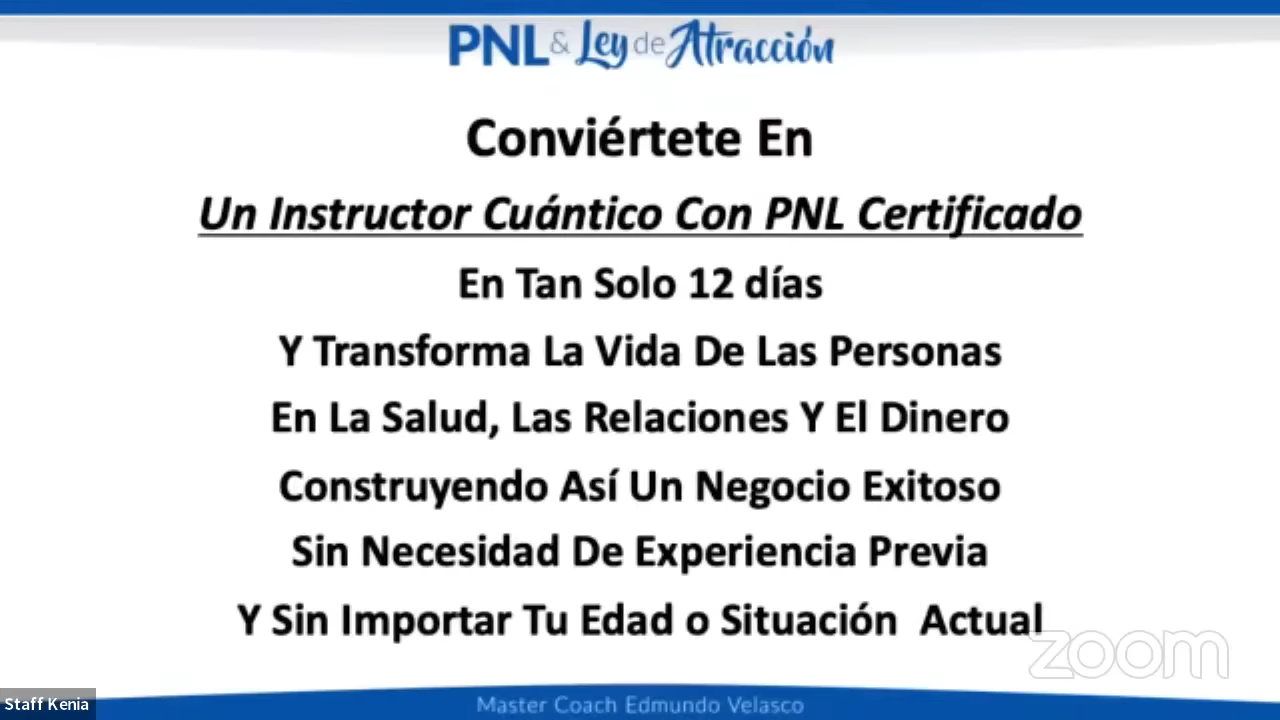 PNL & Ley de Atracción
Conviértete En
Un Instructor Cuántico Con PNL Certificado
En Tan Solo 12 días
Y Transforma La Vida De Las Personas
En La Salud, Las Relaciones Y El Dinero
Construyendo Así Un Negocio Exitoso
Sin Necesidad De Experiencia Previa
Y Sin Importar Tu Edad o Situación Actual
zoom
Staff Kenia
Master Coach Edmundo Velasco